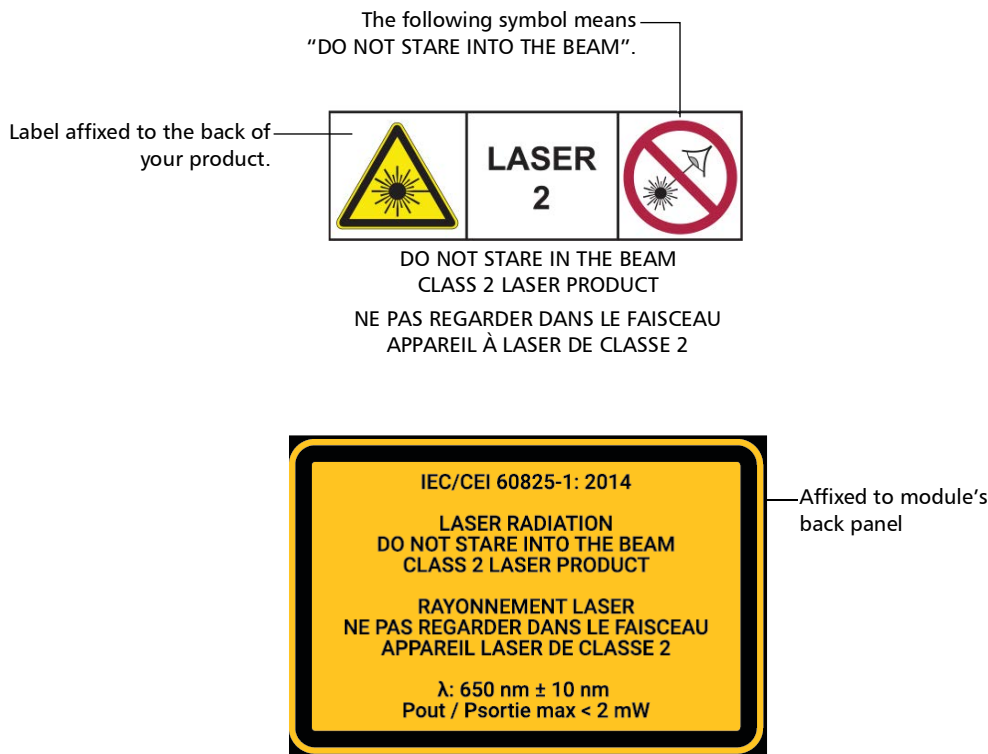 The following symbol means
“DO NOT STARE INTO THE BEAM”.
Label affixed to the back of
your product.
LASER
2
DO NOT STARE IN THE BEAM
CLASS 2 LASER PRODUCT
NE PAS REGARDER DANS LE FAISCEAU
APPAREIL À LASER DE CLASSE 2
IEC/CEI 60825-1: 2014
LASER RADIATION
DO NOT STARE INTO THE BEAM
CLASS 2 LASER PRODUCT
RAYONNEMENT LASER
NE PAS REGARDER DANS LE FAISCEAU
APPAREIL LASER DE CLASSE 2
λ: 650 nm ± 10 nm
Pout / Psortie max < 2 mW
Affixed to module’s
back panel